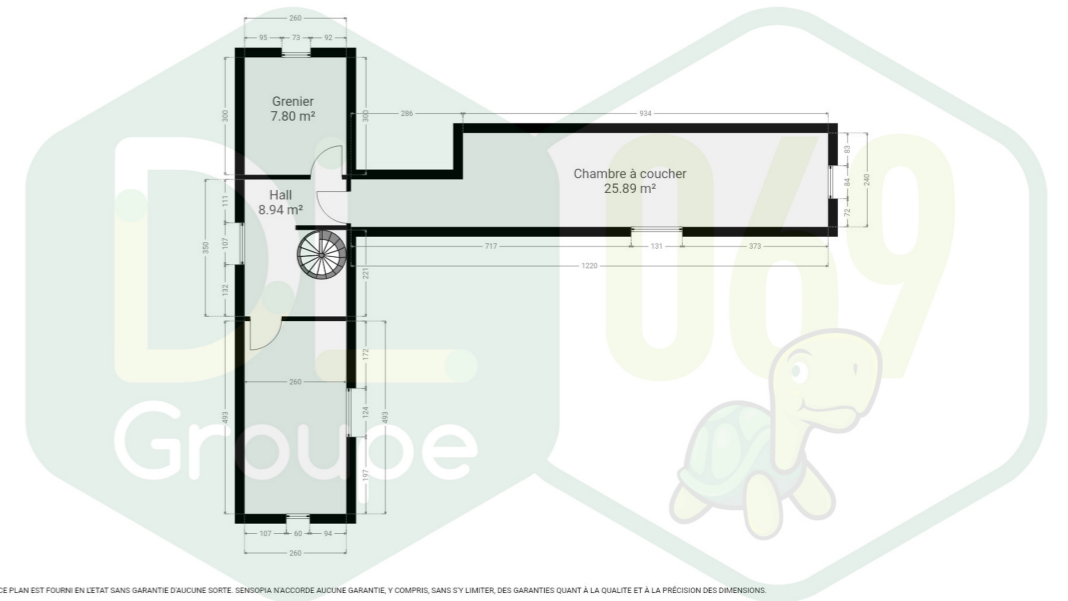 260
95 73 92
Grenier
7.80 m²
300
300
286
934
Chambre à coucher
25.89 m²
83
84
72
240
Hall
8.94 m²
111
107
132
350
221
717
131
373
1220
260
493
172
124
197
493
107 60 94
260
DL
Groupe
069
CE PLAN EST FOURNI EN L'ETAT SANS GARANTIE D'AUCUNE SORTE. SENSOPIA N'ACCORDE AUCUNE GARANTIE, Y COMPRIS, SANS S'Y LIMITER, DES GARANTIES QUANT À LA QUALITE ET À LA PRÉCISION DES DIMENSIONS.